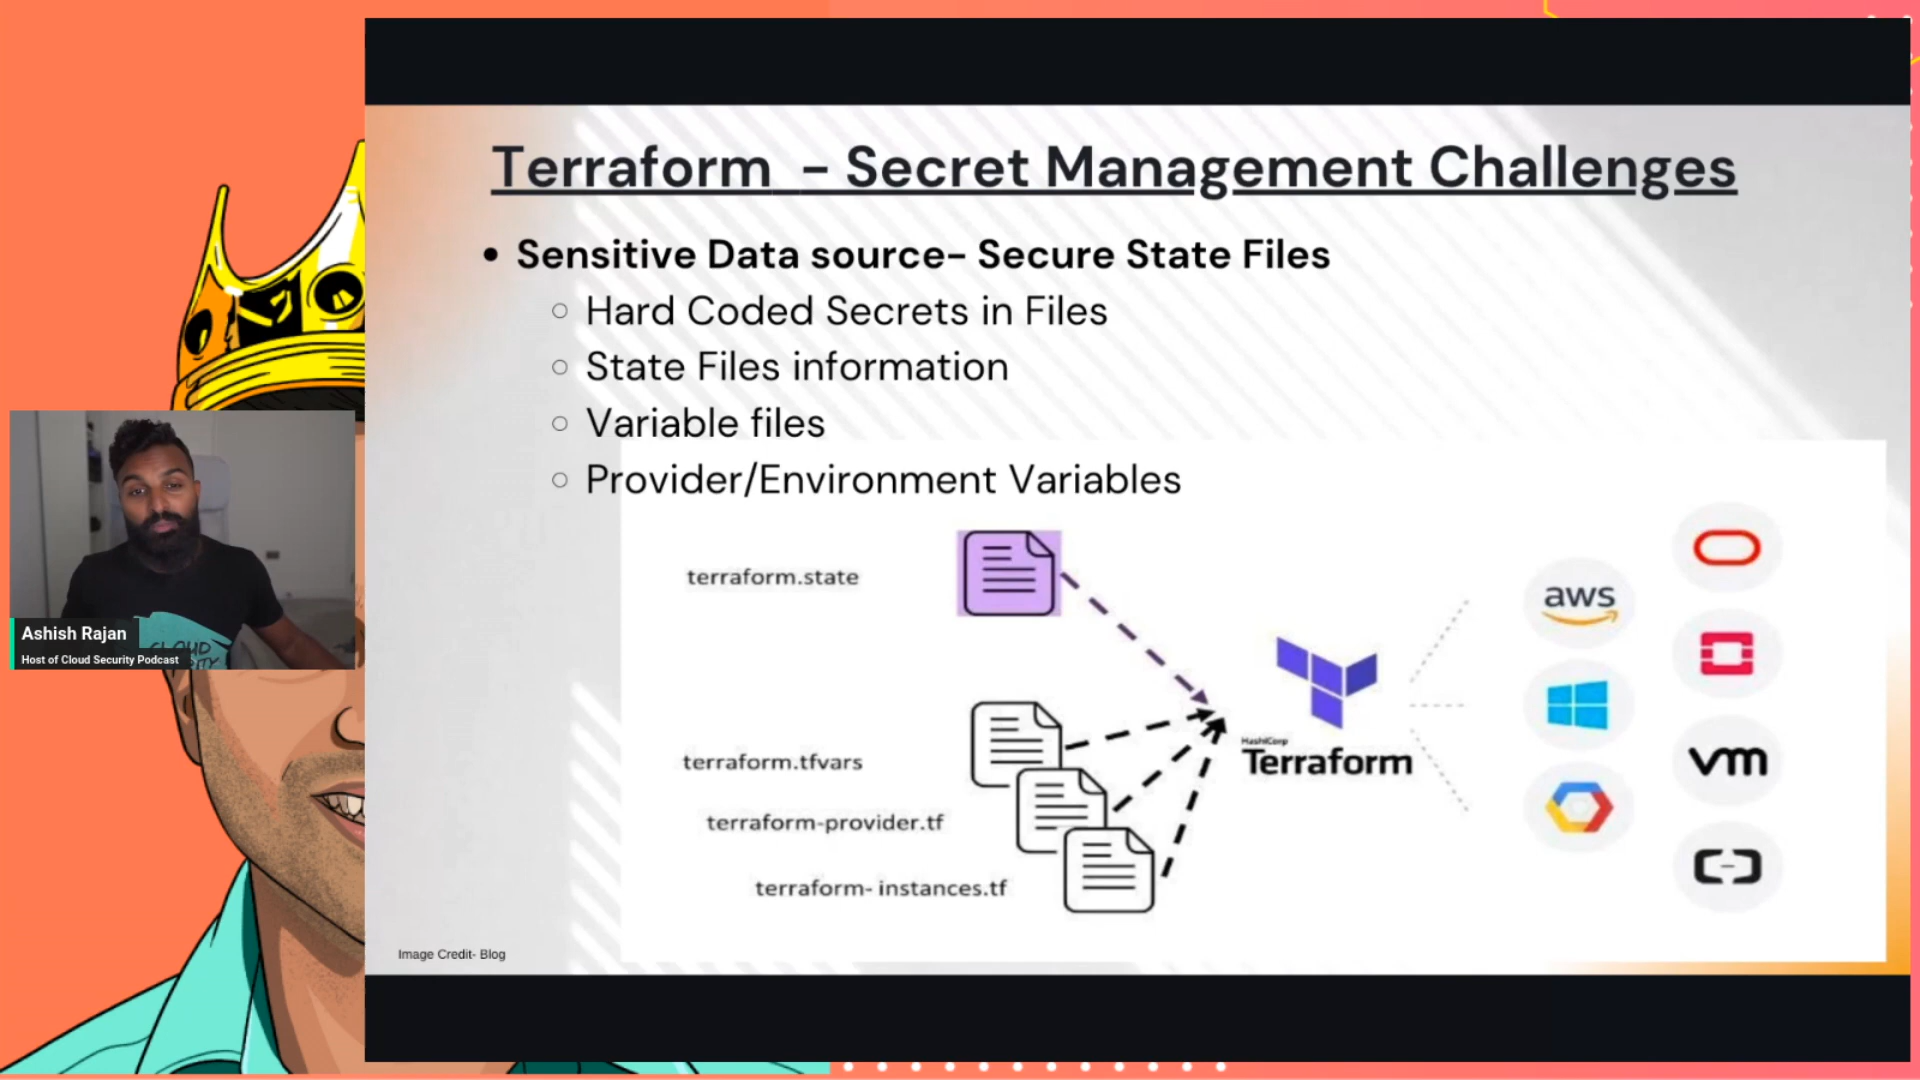 Terraform - Secret Management Challenges
• Sensitive Data source- Secure State Files
○ Hard Coded Secrets in Files
○ State Files information
○ Variable files
○ Provider/Environment Variables
terraform.state
aws
HashiCorp
Terraform
vm
terraform.tfvars
terraform-provider.tf
terraform- instances.tf
Image Credit- Blog
CLOUD
Ashish Rajan
Host of Cloud Security Podcast